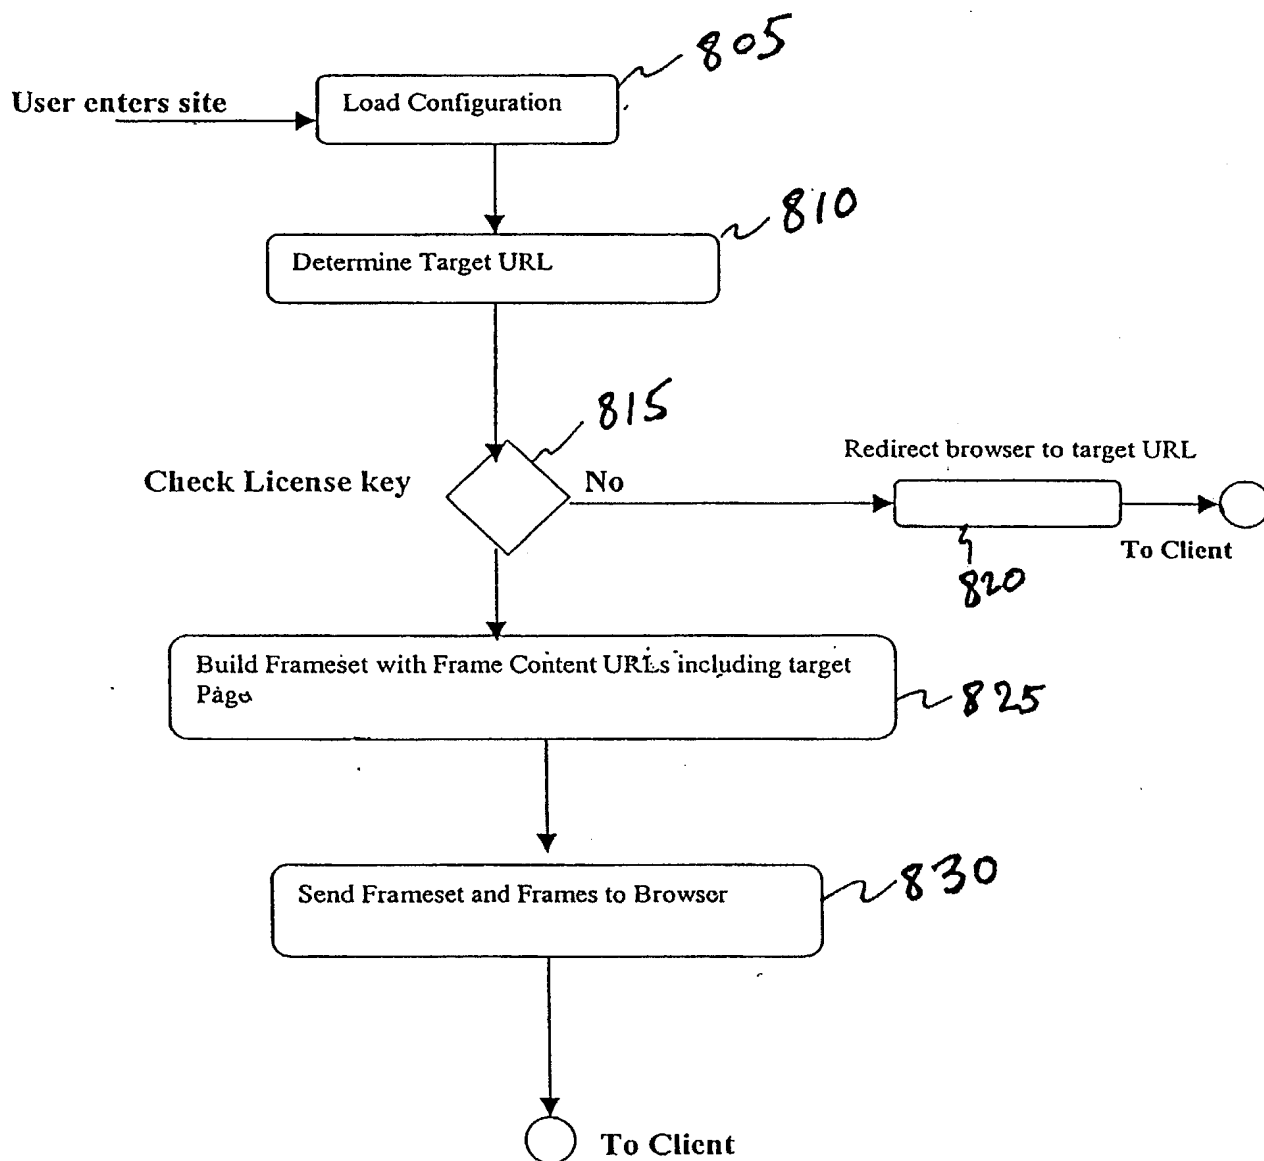 805
User enters site
Load Configuration
810
Determine Target URL
815
Redirect browser to target URL
Check License key
No
To Client
820
Build Frameset with Frame Content URLs including target
Page
825
Send Frameset and Frames to Browser
830
To Client